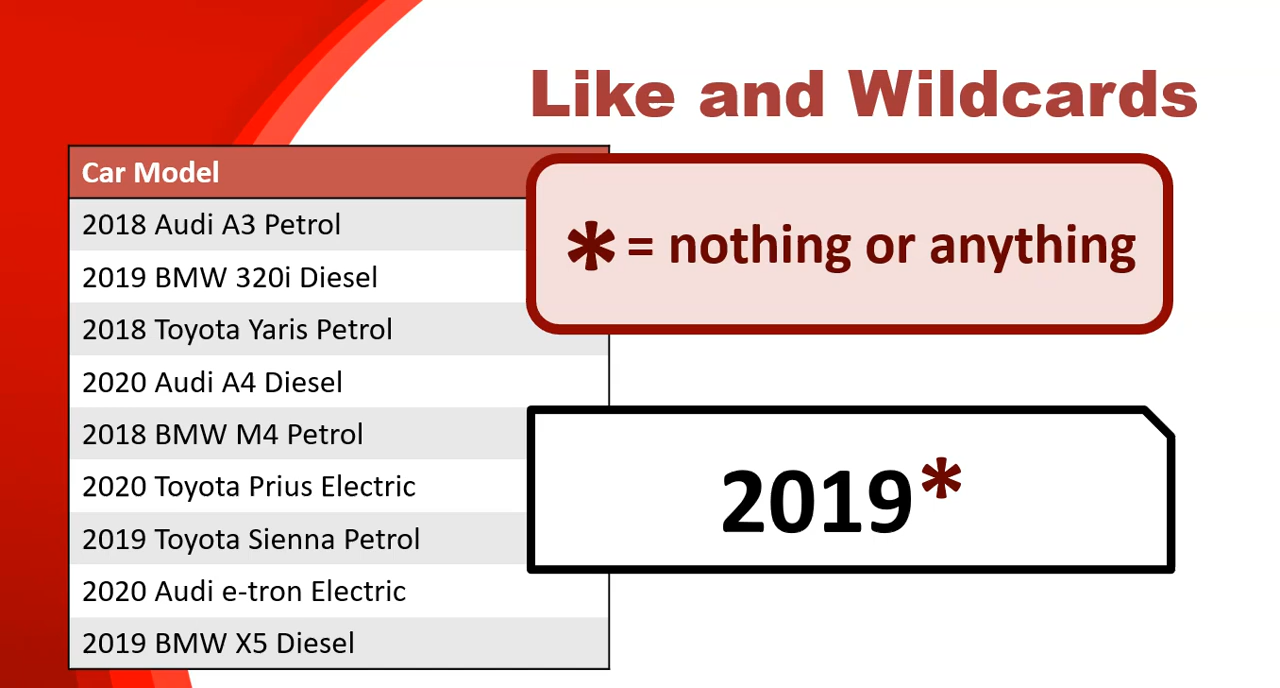 Like and Wildcards
Car Model
2018 Audi A3 Petrol
2019 BMW 320i Diesel
2018 Toyota Yaris Petrol
2020 Audi A4 Diesel
2018 BMW M4 Petrol
2020 Toyota Prius Electric
2019 Toyota Sienna Petrol
2020 Audi e-tron Electric
2019 BMW X5 Diesel
* = nothing or anything
2019*